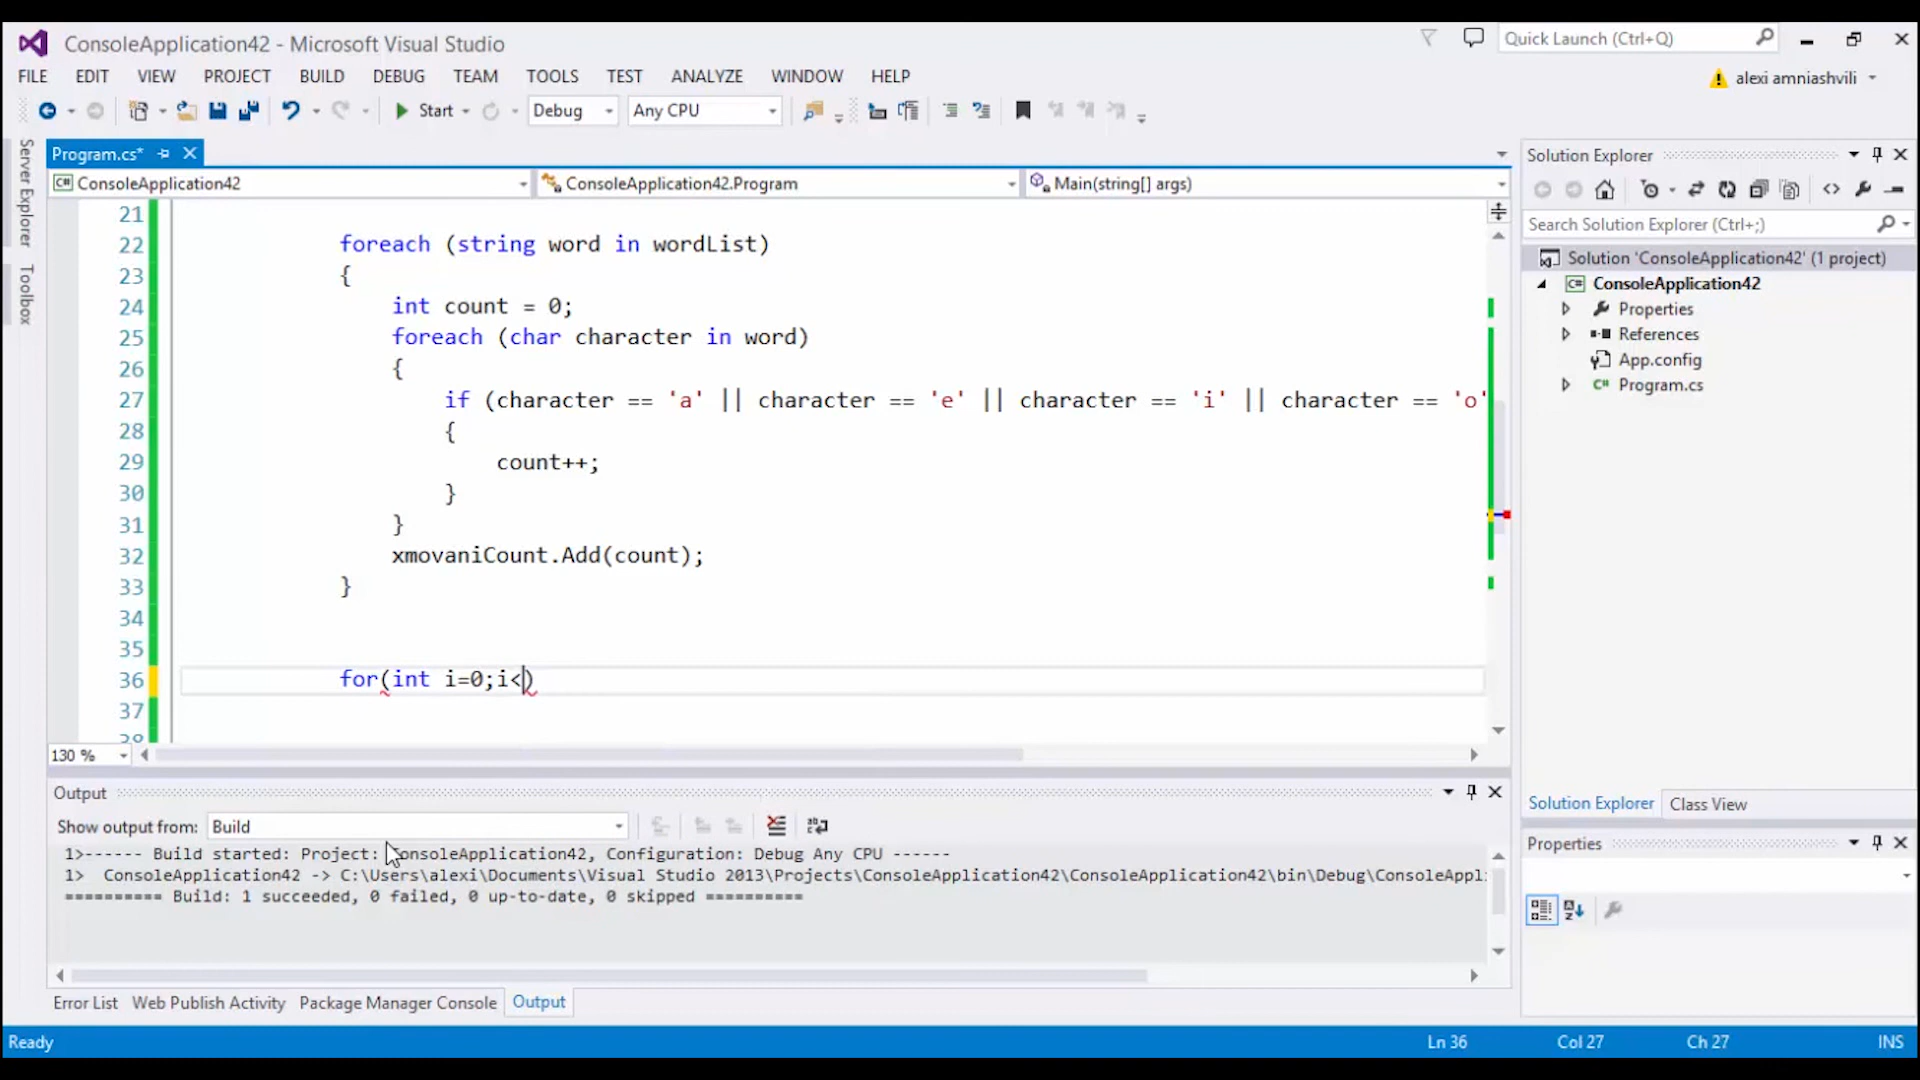 ConsoleApplication42 - Microsoft Visual Studio
Quick Launch (Ctrl+Q)
FILE EDIT VIEW PROJECT BUILD DEBUG TEAM TOOLS TEST ANALYZE WINDOW HELP
alexi amniashvili
Start Debug Any CPU
Server Explorer
Toolbox
Program.cs*
ConsoleApplication42 ConsoleApplication42.Program Main(string[] args)
21
22 foreach (string word in wordList)
23 {
24 int count = 0;
25 foreach (char character in word)
26 {
27 if (character == 'a' || character == 'e' || character == 'i' || character == 'o'
28 {
29 count++;
30 }
31 }
32 xmovaniCount.Add(count);
33 }
34
35
36 for(int i=0;i<)
37
38
130 %
Output
Show output from: Build
1>------ Build started: Project: ConsoleApplication42, Configuration: Debug Any CPU ------
1> ConsoleApplication42 -> C:\Users\alexi\Documents\Visual Studio 2013\Projects\ConsoleApplication42\ConsoleApplication42\bin\Debug\ConsoleAppl
========== Build: 1 succeeded, 0 failed, 0 up-to-date, 0 skipped ==========
Error List Web Publish Activity Package Manager Console Output
Solution Explorer
Search Solution Explorer (Ctrl+;)
Solution 'ConsoleApplication42' (1 project)
ConsoleApplication42
Properties
References
App.config
C# Program.cs
Solution Explorer Class View
Properties
Ready Ln 36 Col 27 Ch 27 INS